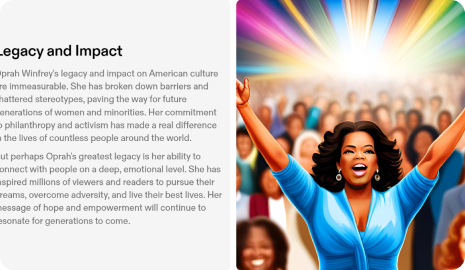 Legacy and Impact
Oprah Winfrey's legacy and impact on American culture
are immeasurable. She has broken down barriers and
shattered stereotypes, paving the way for future
generations of women and minorities. Her commitment
to philanthropy and activism has made a real difference
in the lives of countless people around the world.
But perhaps Oprah's greatest legacy is her ability to
connect with people on a deep, emotional level. She has
inspired millions of viewers and readers to pursue their
dreams, overcome adversity, and live their best lives. Her
message of hope and empowerment will continue to
resonate for generations to come.